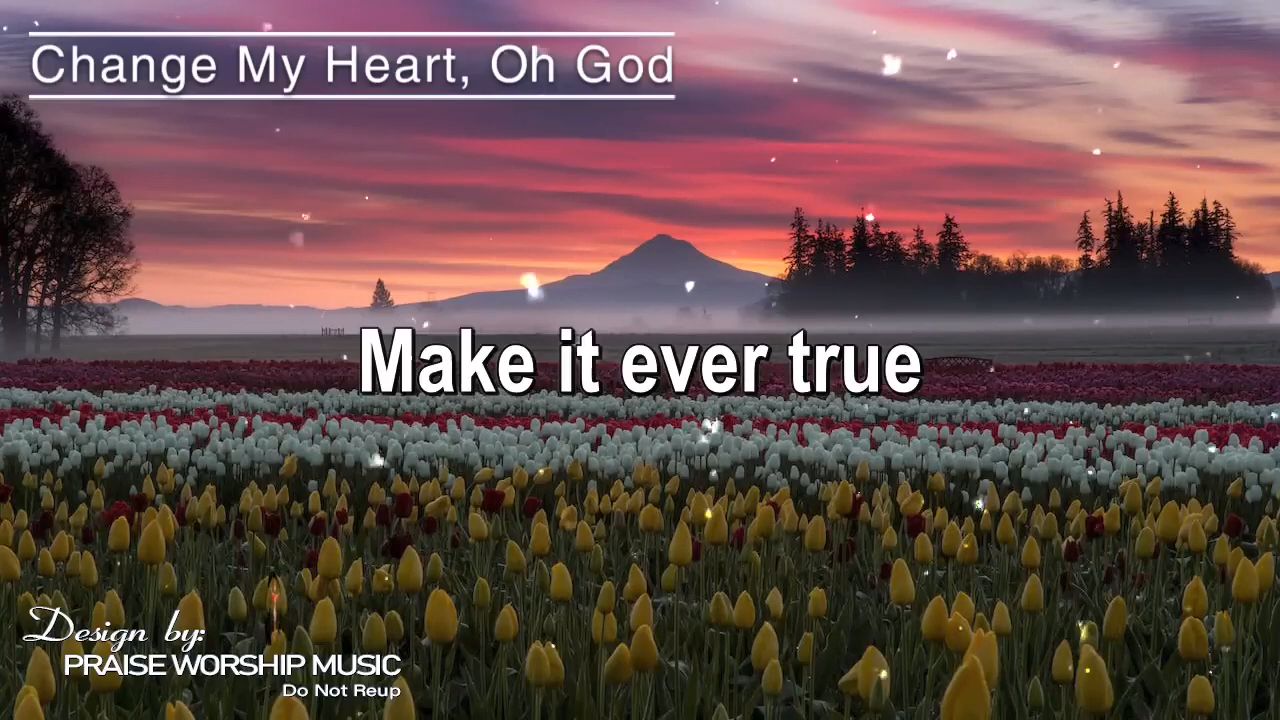 Change My Heart, Oh God
Make it ever true
Design by:
PRAISE WORSHIP MUSIC
Do Not Reup